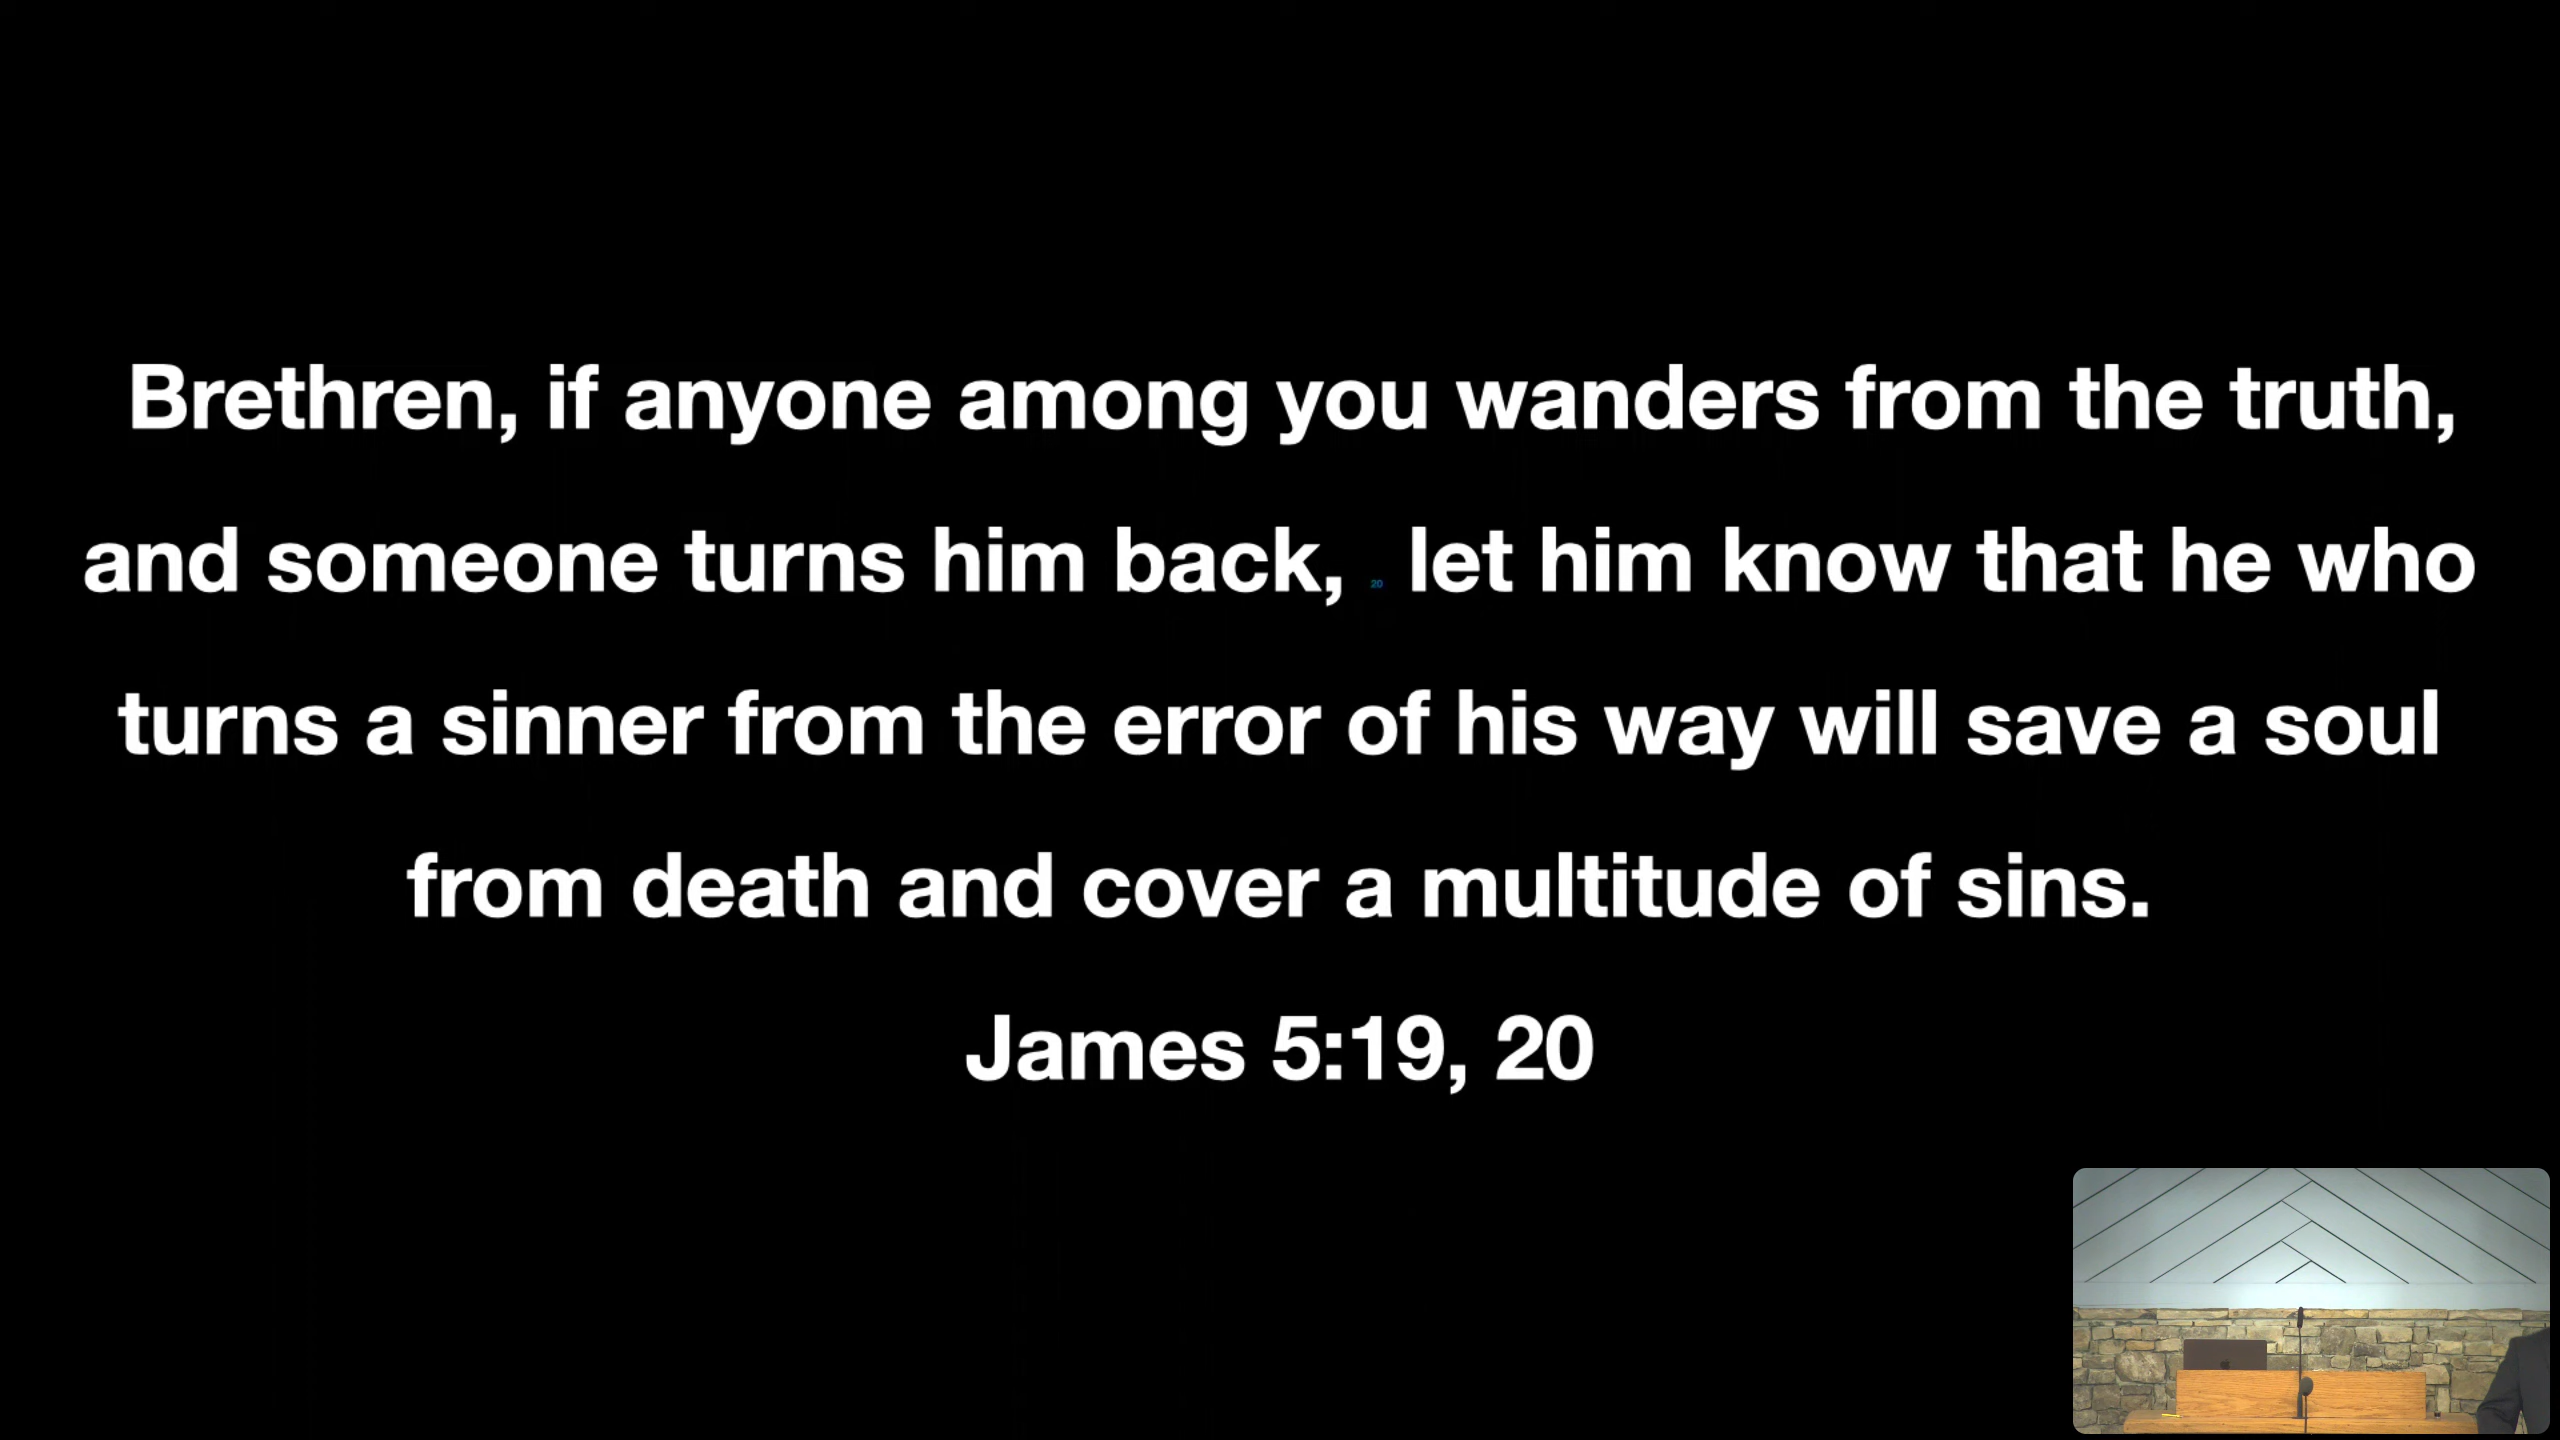 Brethren, if anyone among you wanders from the truth,
and someone turns him back, 20 let him know that he who
turns a sinner from the error of his way will save a soul
from death and cover a multitude of sins.
James 5:19, 20